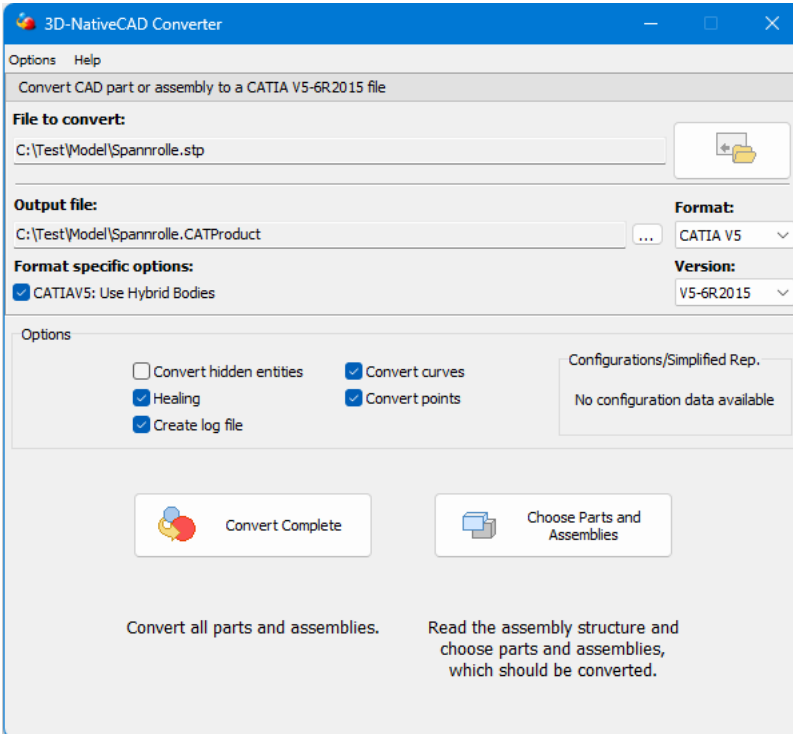 3D-NativeCAD Converter
Options Help
Convert CAD part or assembly to a CATIA V5-6R2015 file
File to convert:
C:\Test\Model\Spannrolle.stp
Output file:
Format:
C:\Test\Model\Spannrolle.CATProduct
...
CATIA V5
Format specific options:
Version:
CATIAV5: Use Hybrid Bodies
V5-6R2015
Options
Convert hidden entities
Convert curves
Healing
Convert points
Create log file
Configurations/Simplified Rep.
No configuration data available
Convert Complete
Choose Parts and
Assemblies
Convert all parts and assemblies.
Read the assembly structure and
choose parts and assemblies,
which should be converted.